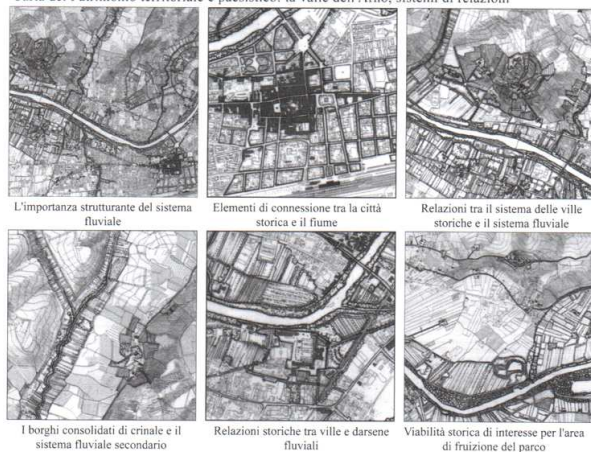 territoriale e paesistico: la valle dell'Arno, sistemi di relazioni
L'importanza strutturante del sistema
fluviale
Elementi di connessione tra la città
storica e il fiume
Relazioni tra il sistema delle ville
storiche e il sistema fluviale
I borghi consolidati di crinale e il
sistema fluviale secondario
Relazioni storiche tra ville e darsene
fluviali
Viabilità storica di interesse per l'area
di fruizione del parco